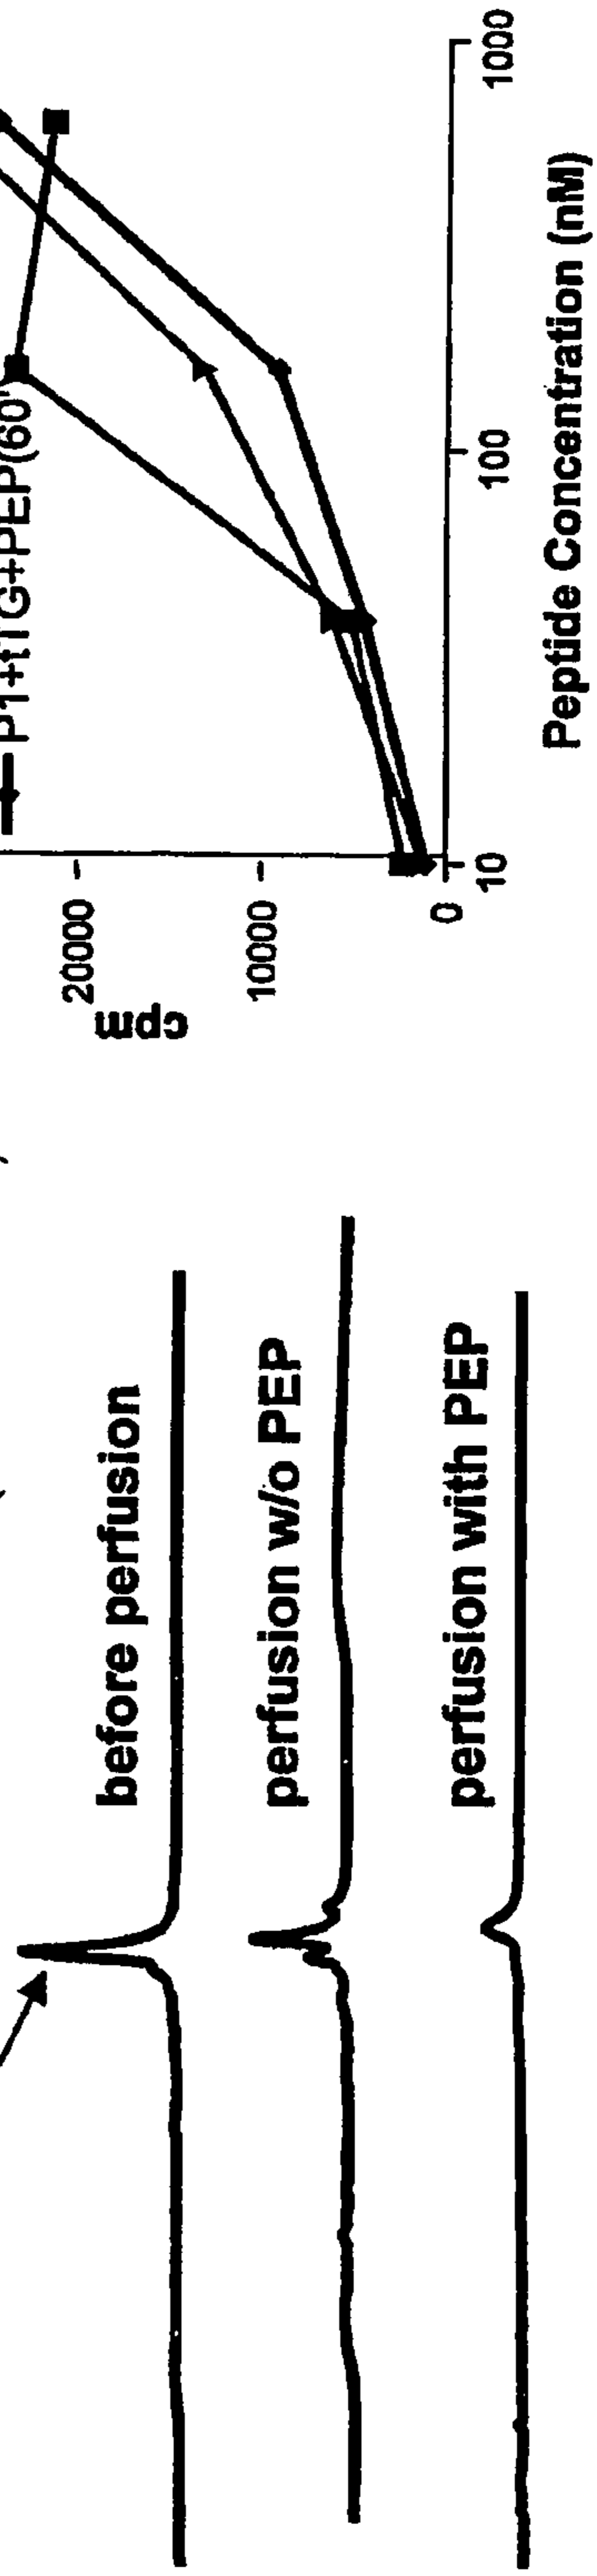 before perfusion
perfusion w/o PEP
perfusion with PEP
P1+tTG+PEP(60'
20000
10000
0
cpm
10
100
1000
Peptide Concentration (nM)